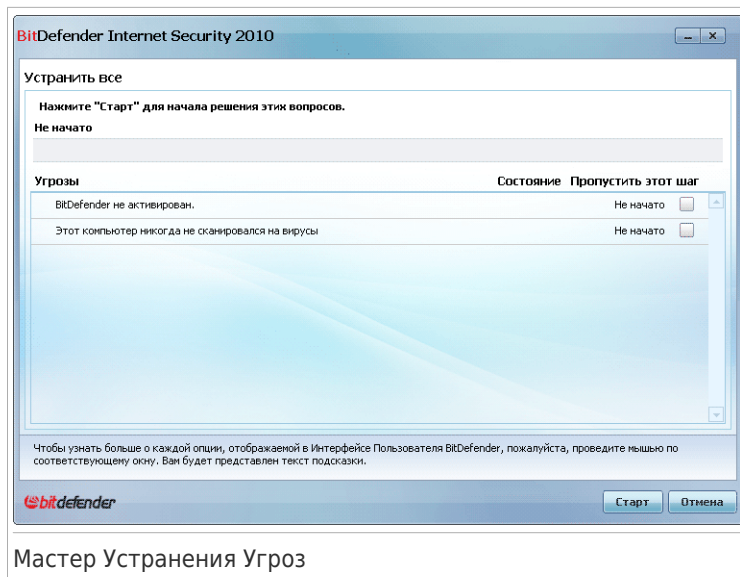 BitDefender Internet Security 2010
Устранить все
Нажмите "Старт" для начала решения этих вопросов.
Не начато
Угрозы Состояние Пропустить этот шаг
BitDefender не активирован. Не начато
Этот компьютер никогда не сканировался на вирусы Не начато
Чтобы узнать больше о каждой опции, отображаемой в Интерфейсе Пользователя BitDefender, пожалуйста, проведите мышью по
соответствующему окну. Вам будет представлен текст подсказки.
bitdefender Старт Отмена
Мастер Устранения Угроз